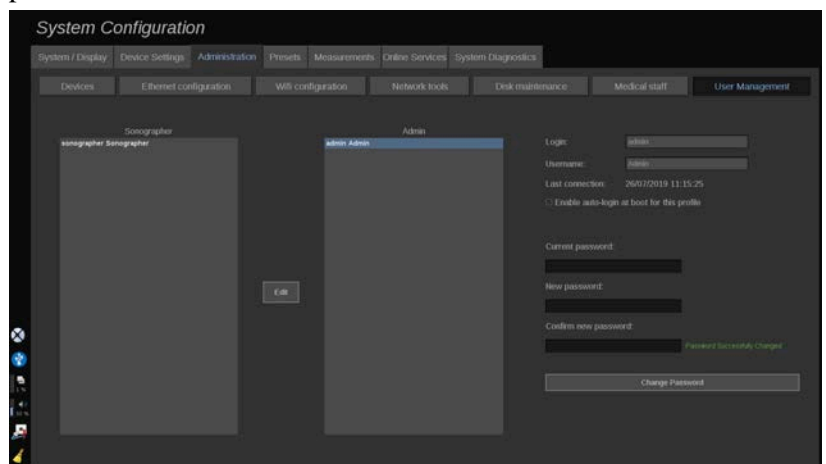 System Configuration
System / Display Device Settings Administration Presets Measurements Online Services System Diagnostics
Devices Ethernet configuration Wifi configuration Network tools Disk maintenance Medical staff User Management
Sonographer Admin
sonographer Sonographer admin Admin
Login: admin
Username: Admin
Last connection: 26/07/2019 11:15:25
Enable auto-login at boot for this profile
Current password:
Edit
New password:
Confirm new password:
Password Successfully Changed
Change Password